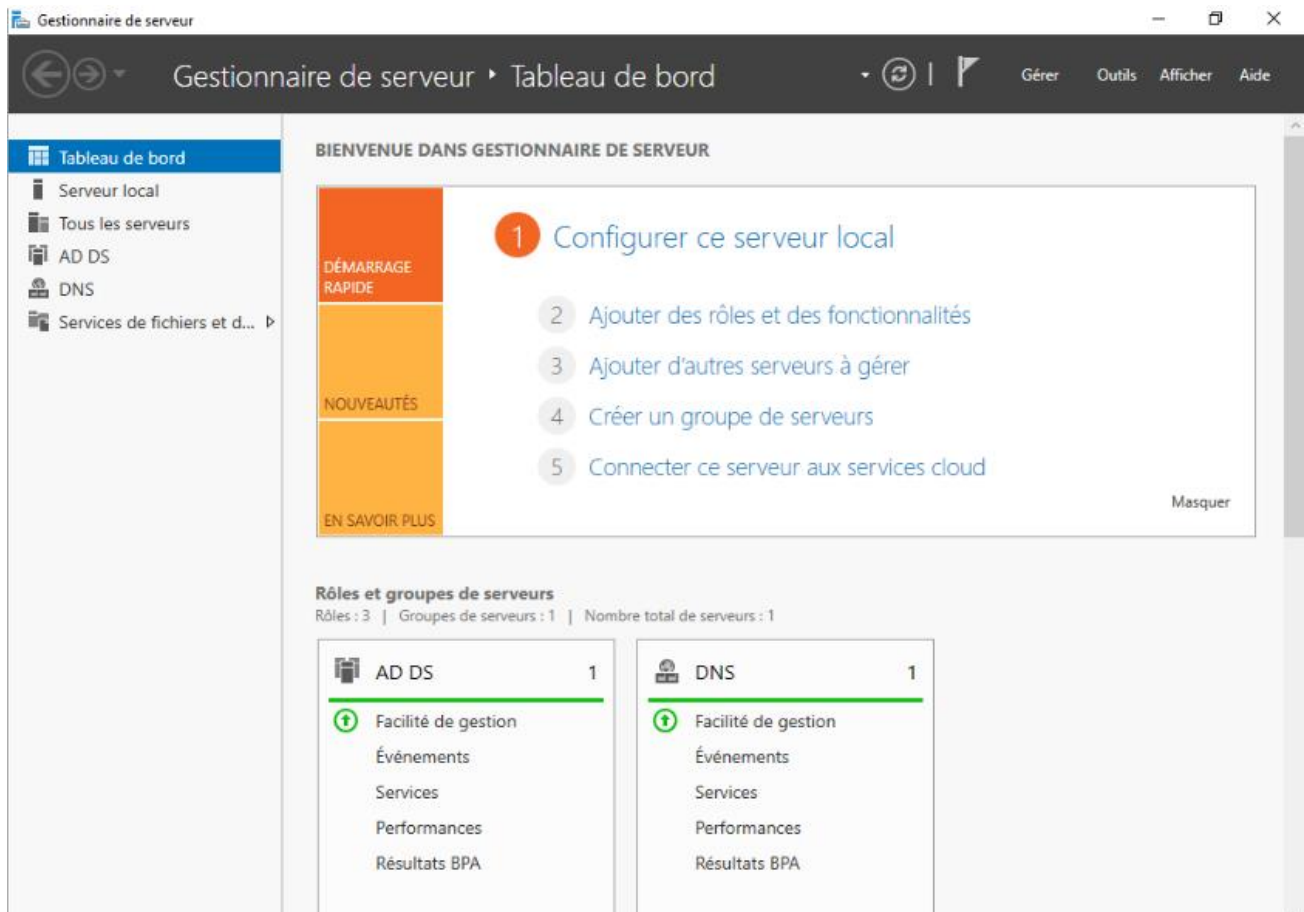 Gestionnaire de serveur
Gestionnaire de serveur ‣ Tableau de bord
Gérer Outils Afficher Aide
Tableau de bord
Serveur local
Tous les serveurs
AD DS
DNS
Services de fichiers et d...
BIENVENUE DANS GESTIONNAIRE DE SERVEUR
DÉMARRAGE
RAPIDE
NOUVEAUTÉS
EN SAVOIR PLUS
1 Configurer ce serveur local
2 Ajouter des rôles et des fonctionnalités
3 Ajouter d'autres serveurs à gérer
4 Créer un groupe de serveurs
5 Connecter ce serveur aux services cloud
Masquer
Rôles et groupes de serveurs
Rôles : 3 | Groupes de serveurs : 1 | Nombre total de serveurs : 1
AD DS 1
Facilité de gestion
Événements
Services
Performances
Résultats BPA
DNS 1
Facilité de gestion
Événements
Services
Performances
Résultats BPA